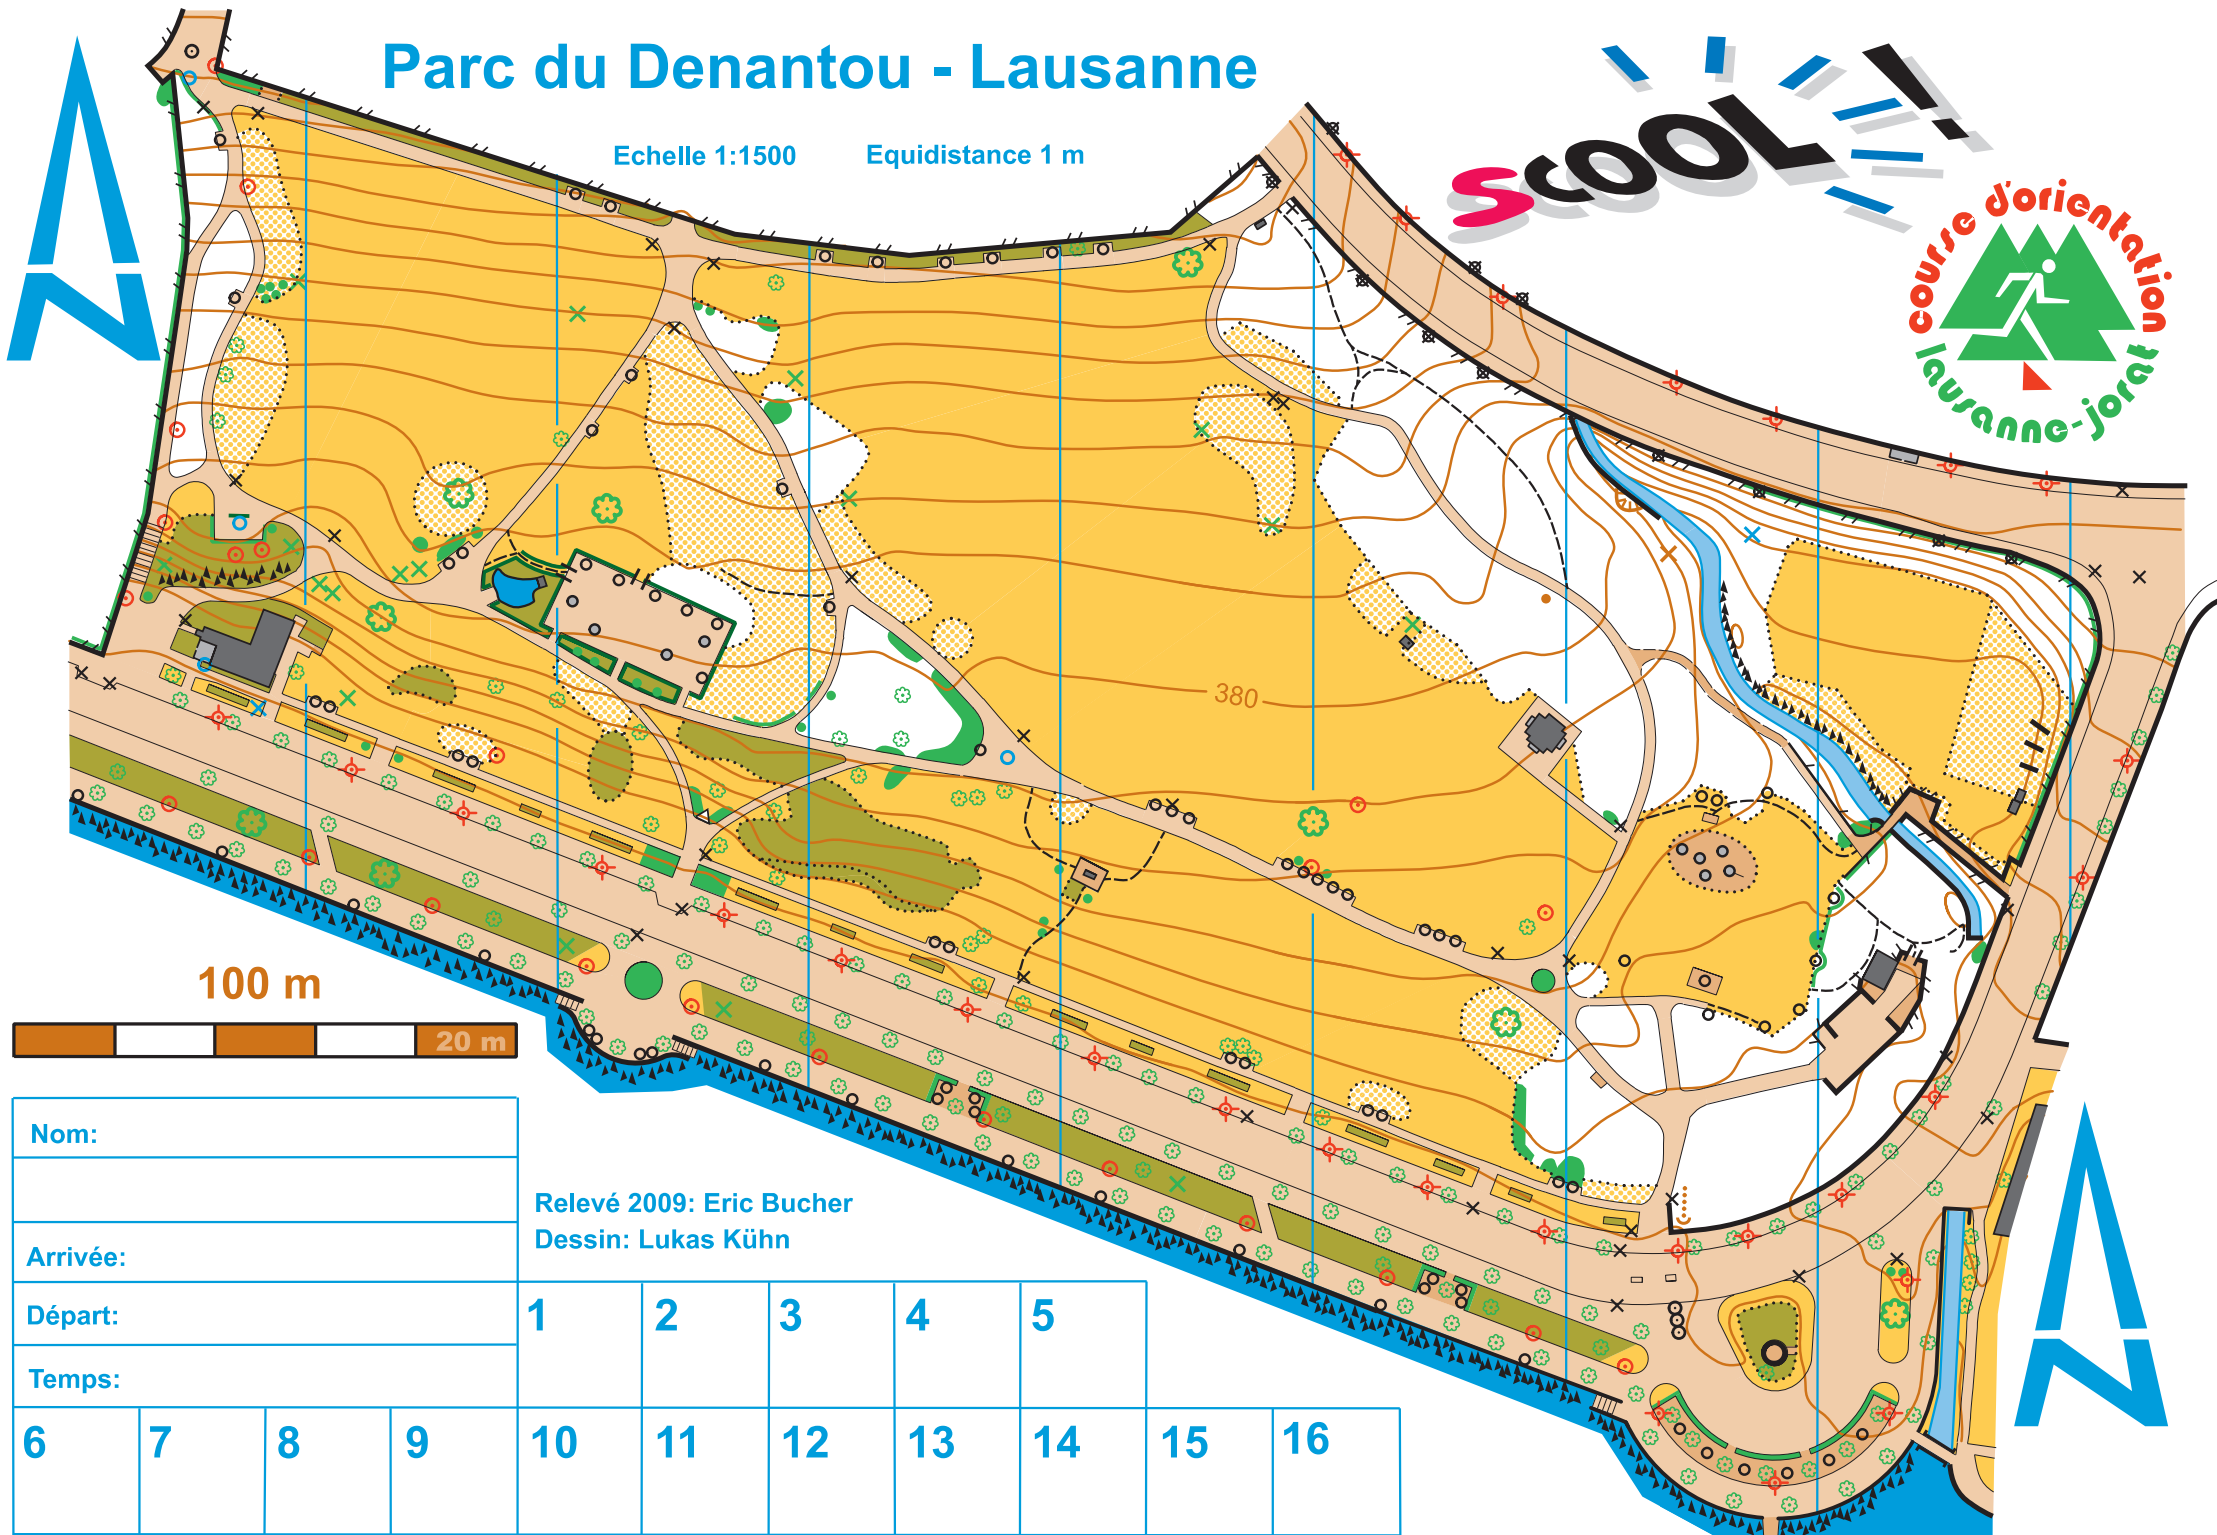 Parc du Denantou - Lausanne
Echelle 1:1500 Equidistance 1 m
SCOOL
course d'orientation
lausanne-jorat
380
100 m
20 m
Nom:
Relevé 2009: Eric Bucher
Dessin: Lukas Kühn
Arrivée:
Départ:
1 2 3 4 5
Temps:
6 7 8 9 10 11 12 13 14 15 16
N
N